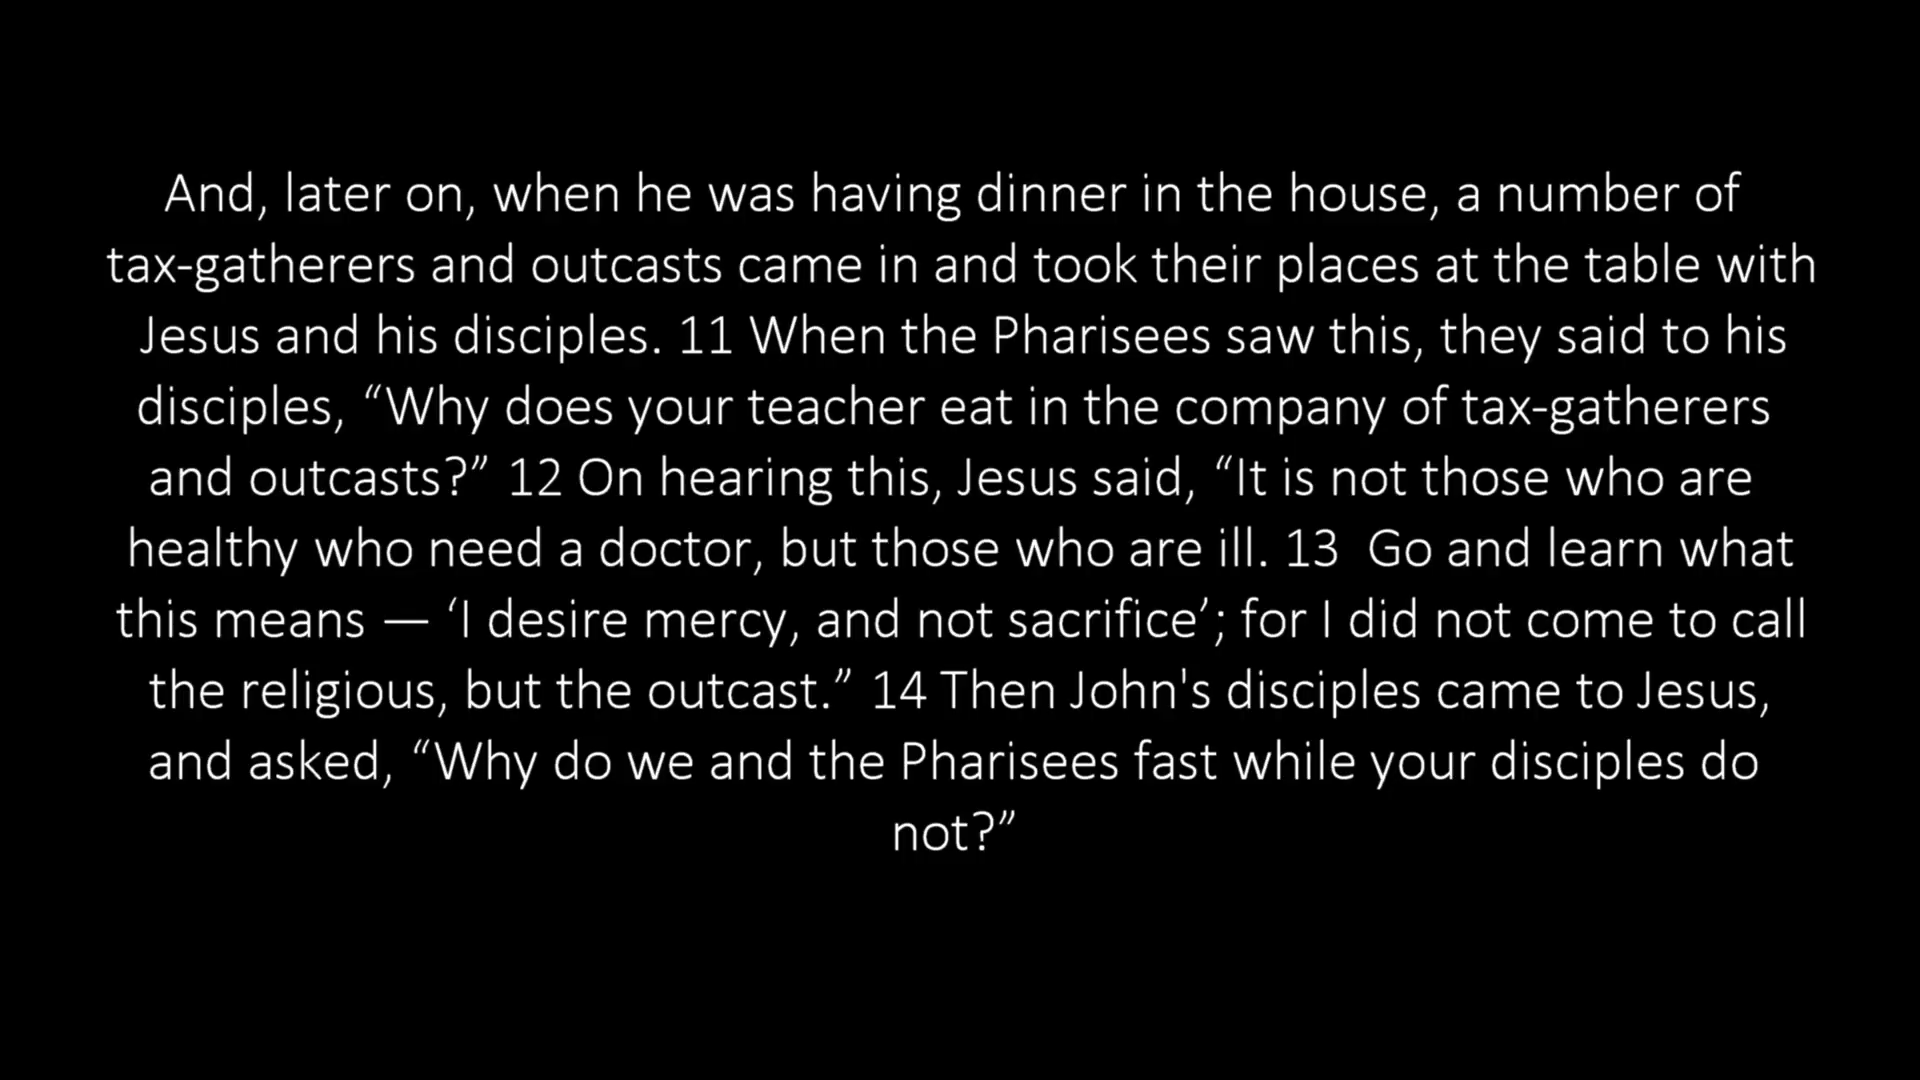 And, later on, when he was having dinner in the house, a number of
tax-gatherers and outcasts came in and took their places at the table with
Jesus and his disciples. 11 When the Pharisees saw this, they said to his
disciples, “Why does your teacher eat in the company of tax-gatherers
and outcasts?” 12 On hearing this, Jesus said, “It is not those who are
healthy who need a doctor, but those who are ill. 13  Go and learn what
this means — ‘I desire mercy, and not sacrifice’; for I did not come to call
the religious, but the outcast.” 14 Then John's disciples came to Jesus,
and asked, “Why do we and the Pharisees fast while your disciples do
not?”